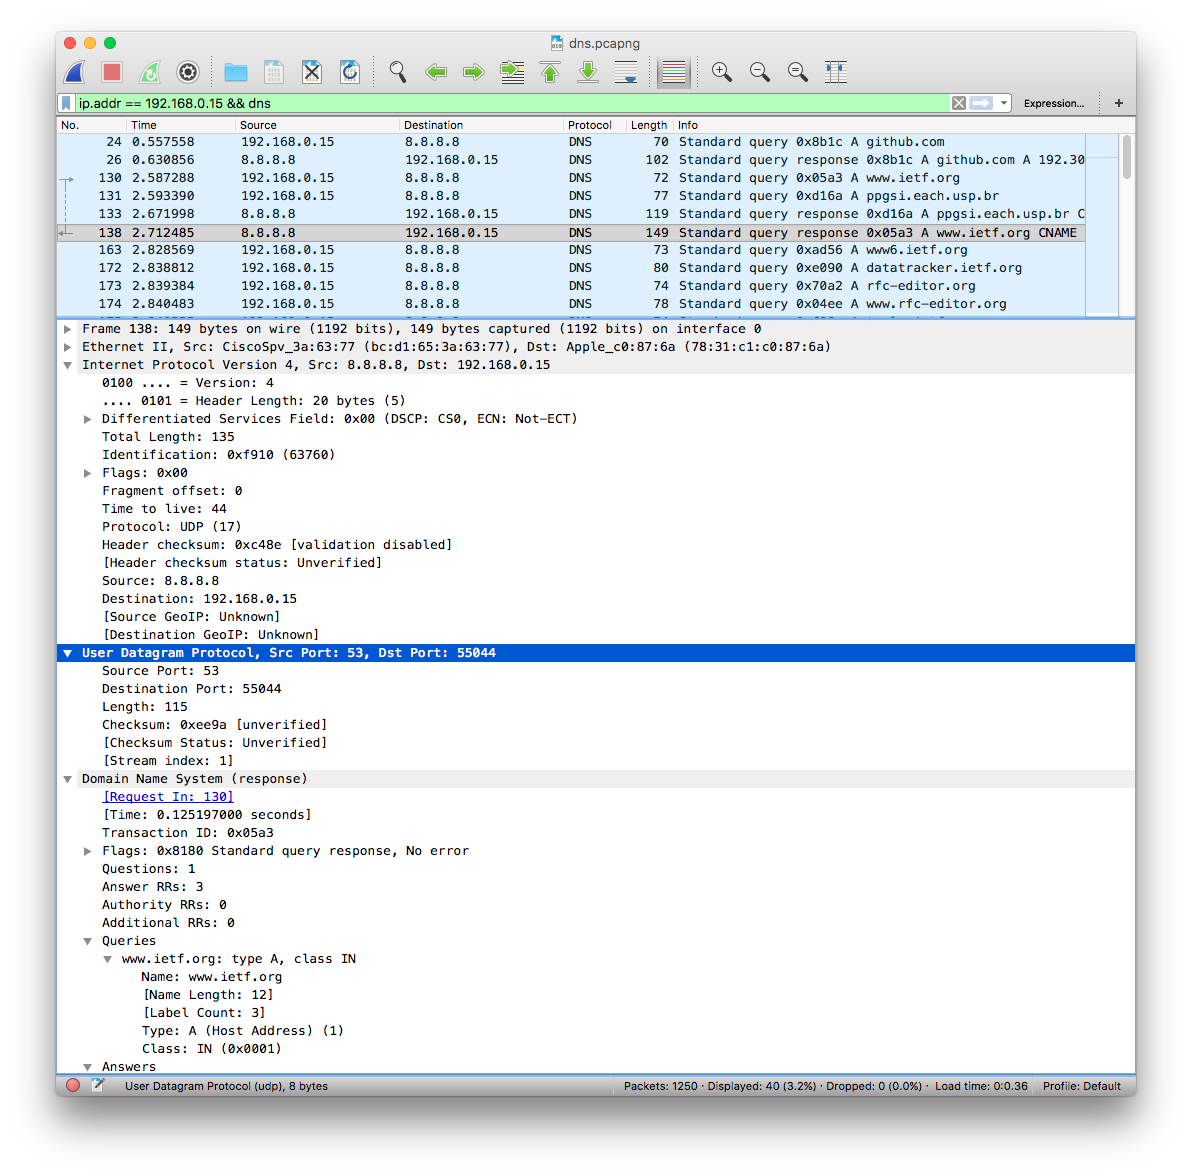 dns.pcapng
ip.addr == 192.168.0.15 && dns
Expression... +
No. Time Source Destination Protocol Length Info
24 0.557558 192.168.0.15 8.8.8.8 DNS 70 Standard query 0x8b1c A github.com
26 0.630856 8.8.8.8 192.168.0.15 DNS 102 Standard query response 0x8b1c A github.com A 192.30
130 2.587288 192.168.0.15 8.8.8.8 DNS 72 Standard query 0x05a3 A www.ietf.org
131 2.593390 192.168.0.15 8.8.8.8 DNS 77 Standard query 0xd16a A ppgsi.each.usp.br
133 2.671998 8.8.8.8 192.168.0.15 DNS 119 Standard query response 0xd16a A ppgsi.each.usp.br C
138 2.712485 8.8.8.8 192.168.0.15 DNS 149 Standard query response 0x05a3 A www.ietf.org CNAME
163 2.828569 192.168.0.15 8.8.8.8 DNS 73 Standard query 0xad56 A www6.ietf.org
172 2.838812 192.168.0.15 8.8.8.8 DNS 80 Standard query 0xe090 A datatracker.ietf.org
173 2.839384 192.168.0.15 8.8.8.8 DNS 74 Standard query 0x70a2 A rfc-editor.org
174 2.840483 192.168.0.15 8.8.8.8 DNS 78 Standard query 0x04ee A www.rfc-editor.org
Frame 138: 149 bytes on wire (1192 bits), 149 bytes captured (1192 bits) on interface 0
Ethernet II, Src: CiscoSpv_3a:63:77 (bc:d1:65:3a:63:77), Dst: Apple_c0:87:6a (78:31:c1:c0:87:6a)
Internet Protocol Version 4, Src: 8.8.8.8, Dst: 192.168.0.15
0100 .... = Version: 4
.... 0101 = Header Length: 20 bytes (5)
Differentiated Services Field: 0x00 (DSCP: CS0, ECN: Not-ECT)
Total Length: 135
Identification: 0xf910 (63760)
Flags: 0x00
Fragment offset: 0
Time to live: 44
Protocol: UDP (17)
Header checksum: 0xc48e [validation disabled]
[Header checksum status: Unverified]
Source: 8.8.8.8
Destination: 192.168.0.15
[Source GeoIP: Unknown]
[Destination GeoIP: Unknown]
User Datagram Protocol, Src Port: 53, Dst Port: 55044
Source Port: 53
Destination Port: 55044
Length: 115
Checksum: 0xee9a [unverified]
[Checksum Status: Unverified]
[Stream index: 1]
Domain Name System (response)
[Request In: 130]
[Time: 0.125197000 seconds]
Transaction ID: 0x05a3
Flags: 0x8180 Standard query response, No error
Questions: 1
Answer RRs: 3
Authority RRs: 0
Additional RRs: 0
Queries
www.ietf.org: type A, class IN
Name: www.ietf.org
[Name Length: 12]
[Label Count: 3]
Type: A (Host Address) (1)
Class: IN (0x0001)
Answers
User Datagram Protocol (udp), 8 bytes
Packets: 1250 · Displayed: 40 (3.2%) · Dropped: 0 (0.0%) · Load time: 0:0.36
Profile: Default